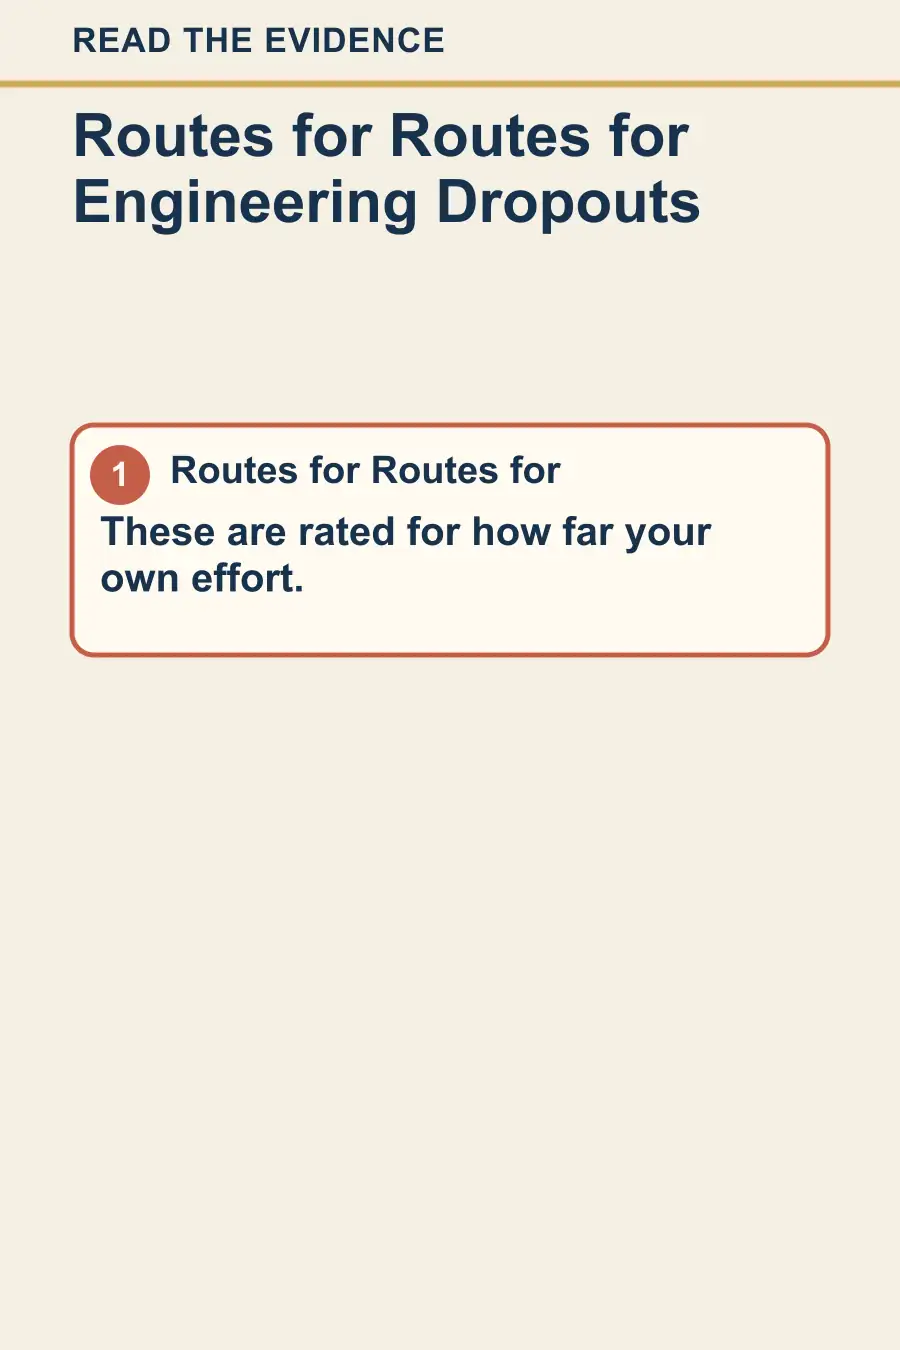 READ THE EVIDENCE
Routes for Routes for
Engineering Dropouts
1 Routes for Routes for
These are rated for how far your
own effort.